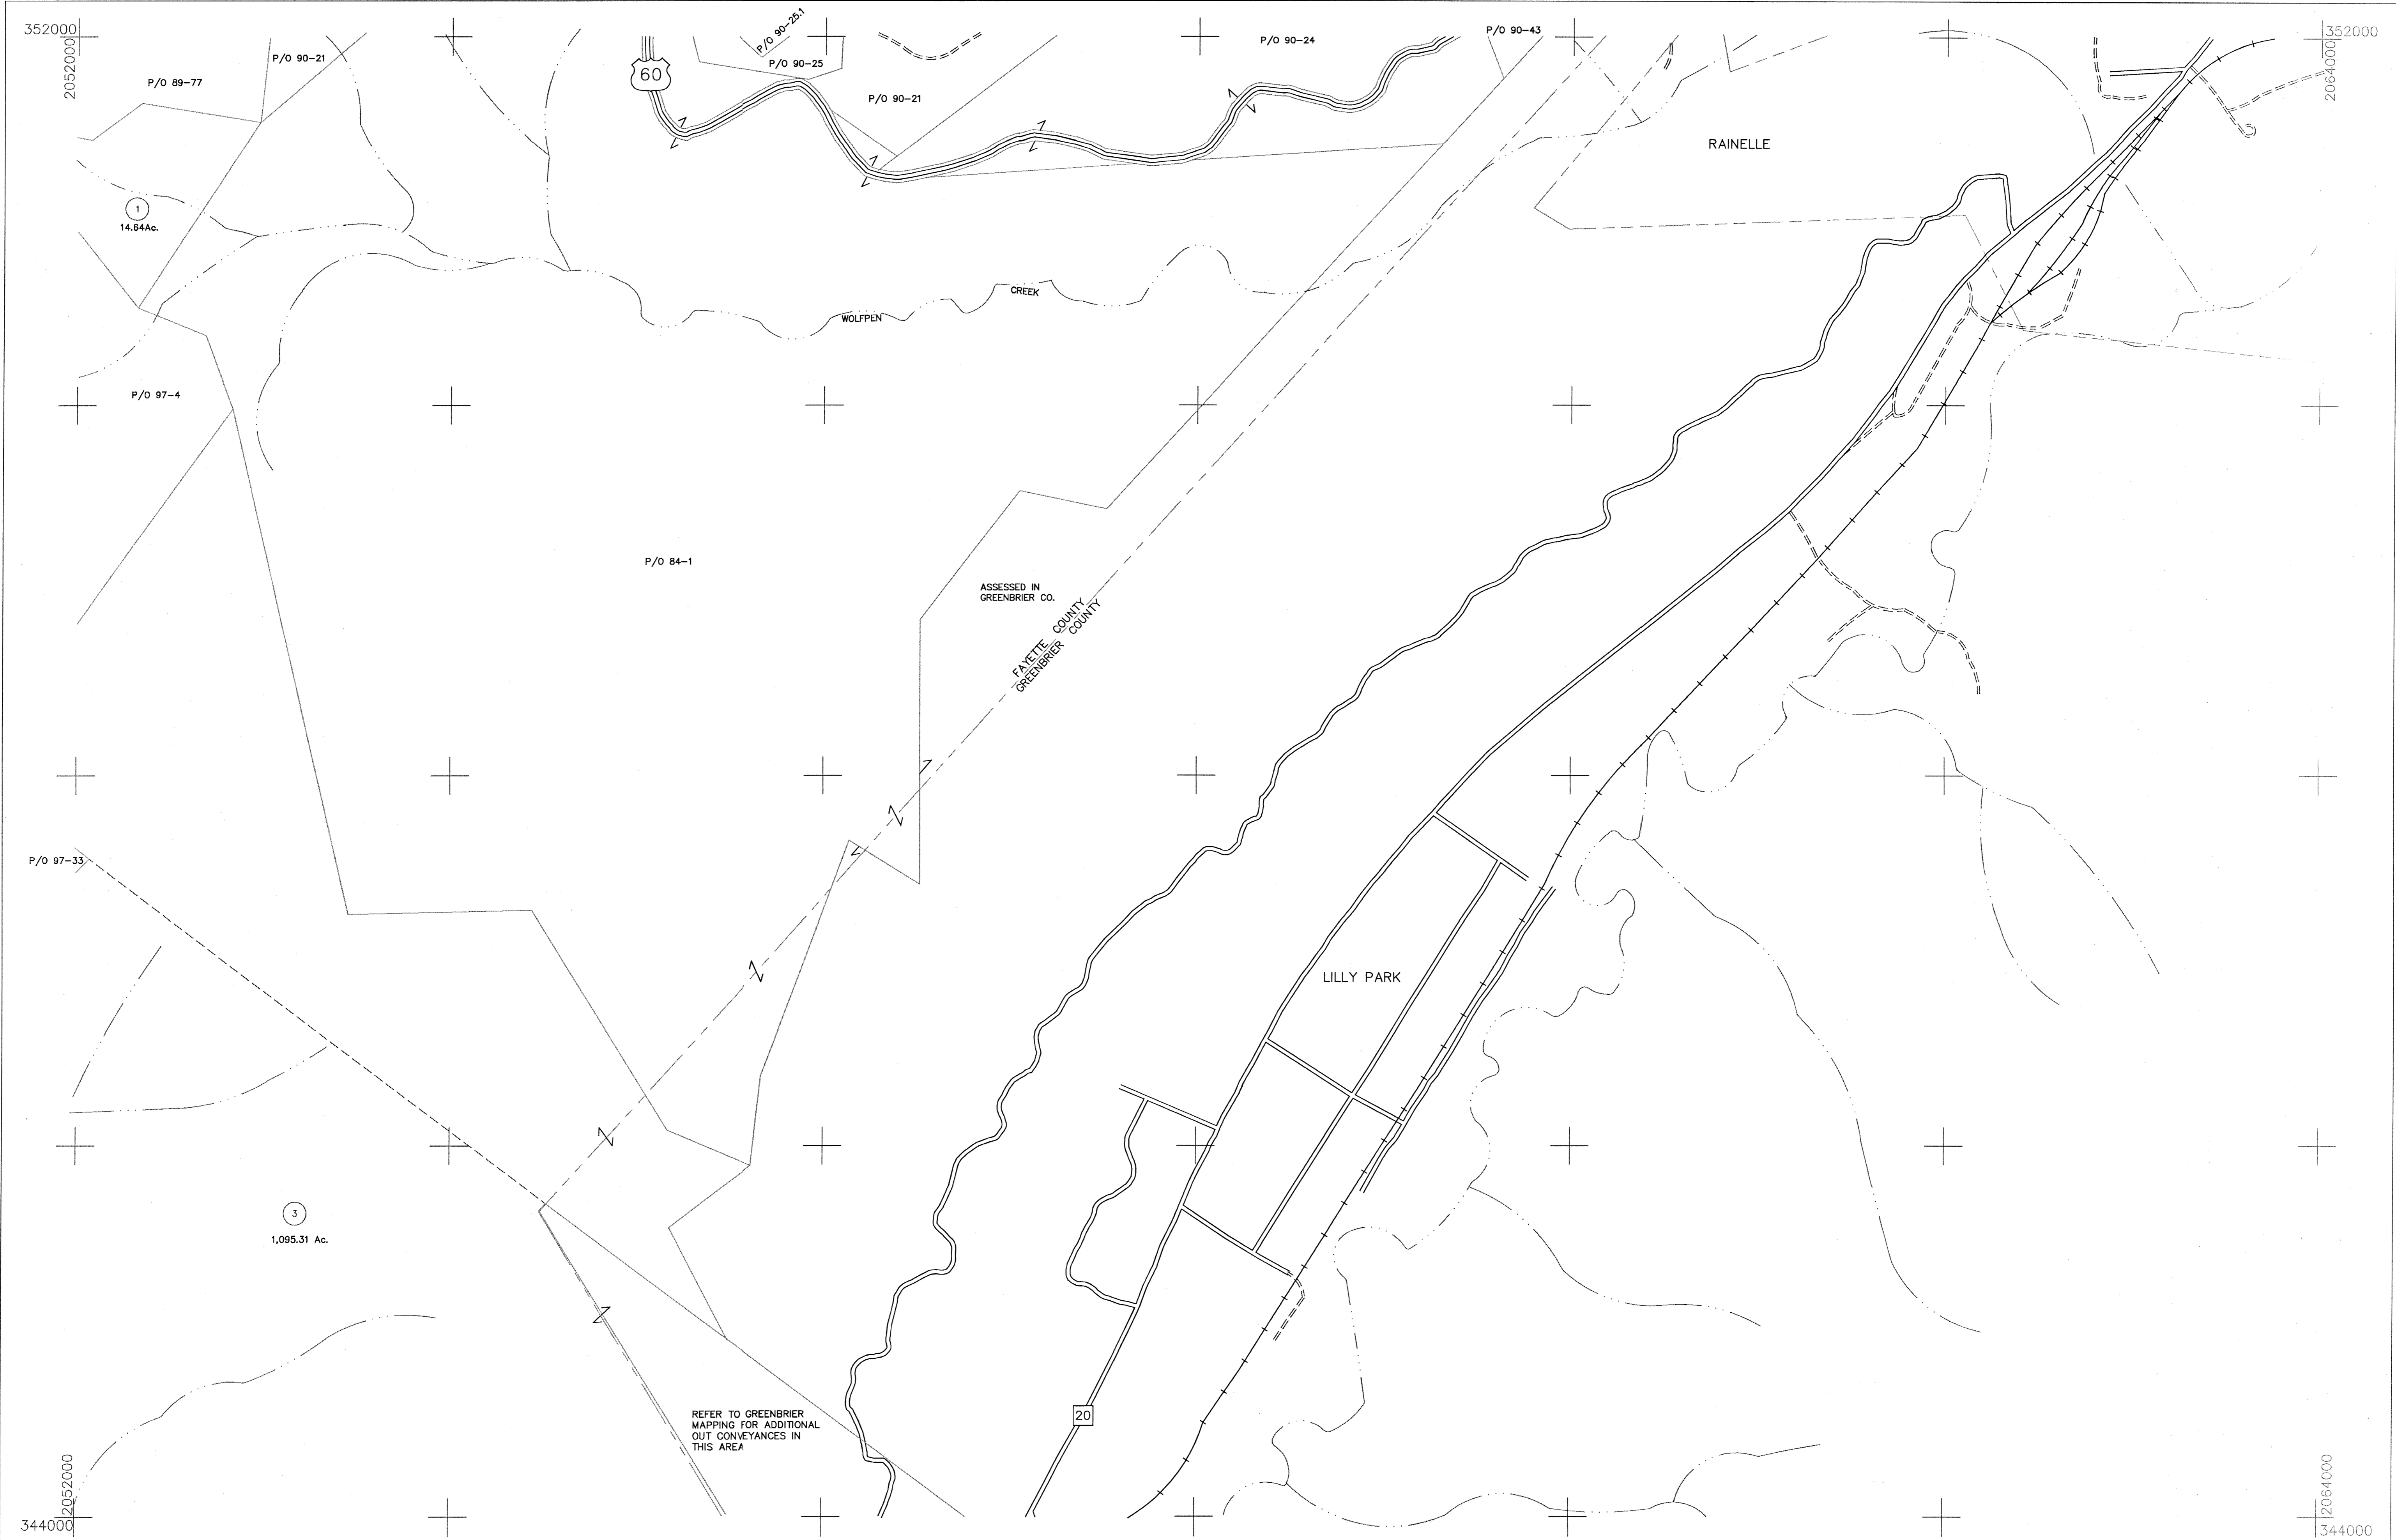 352000
2052000
P/O 89-77
P/O 90-21
60
P/O 90-25.1
P/O 90-25
P/O 90-21
P/O 90-24
P/O 90-43
352000
2064000
RAINELLE
1
14.64Ac.
CREEK
WOLFPEN
P/O 97-4
P/O 84-1
ASSESSED IN
GREENBRIER CO.
FAYETTE COUNTY
GREENBRIER COUNTY
P/O 97-33
LILLY PARK
3
1,095.31 Ac.
REFER TO GREENBRIER
MAPPING FOR ADDITIONAL
OUT CONVEYANCES IN
THIS AREA
20
2052000
344000
2064000
344000